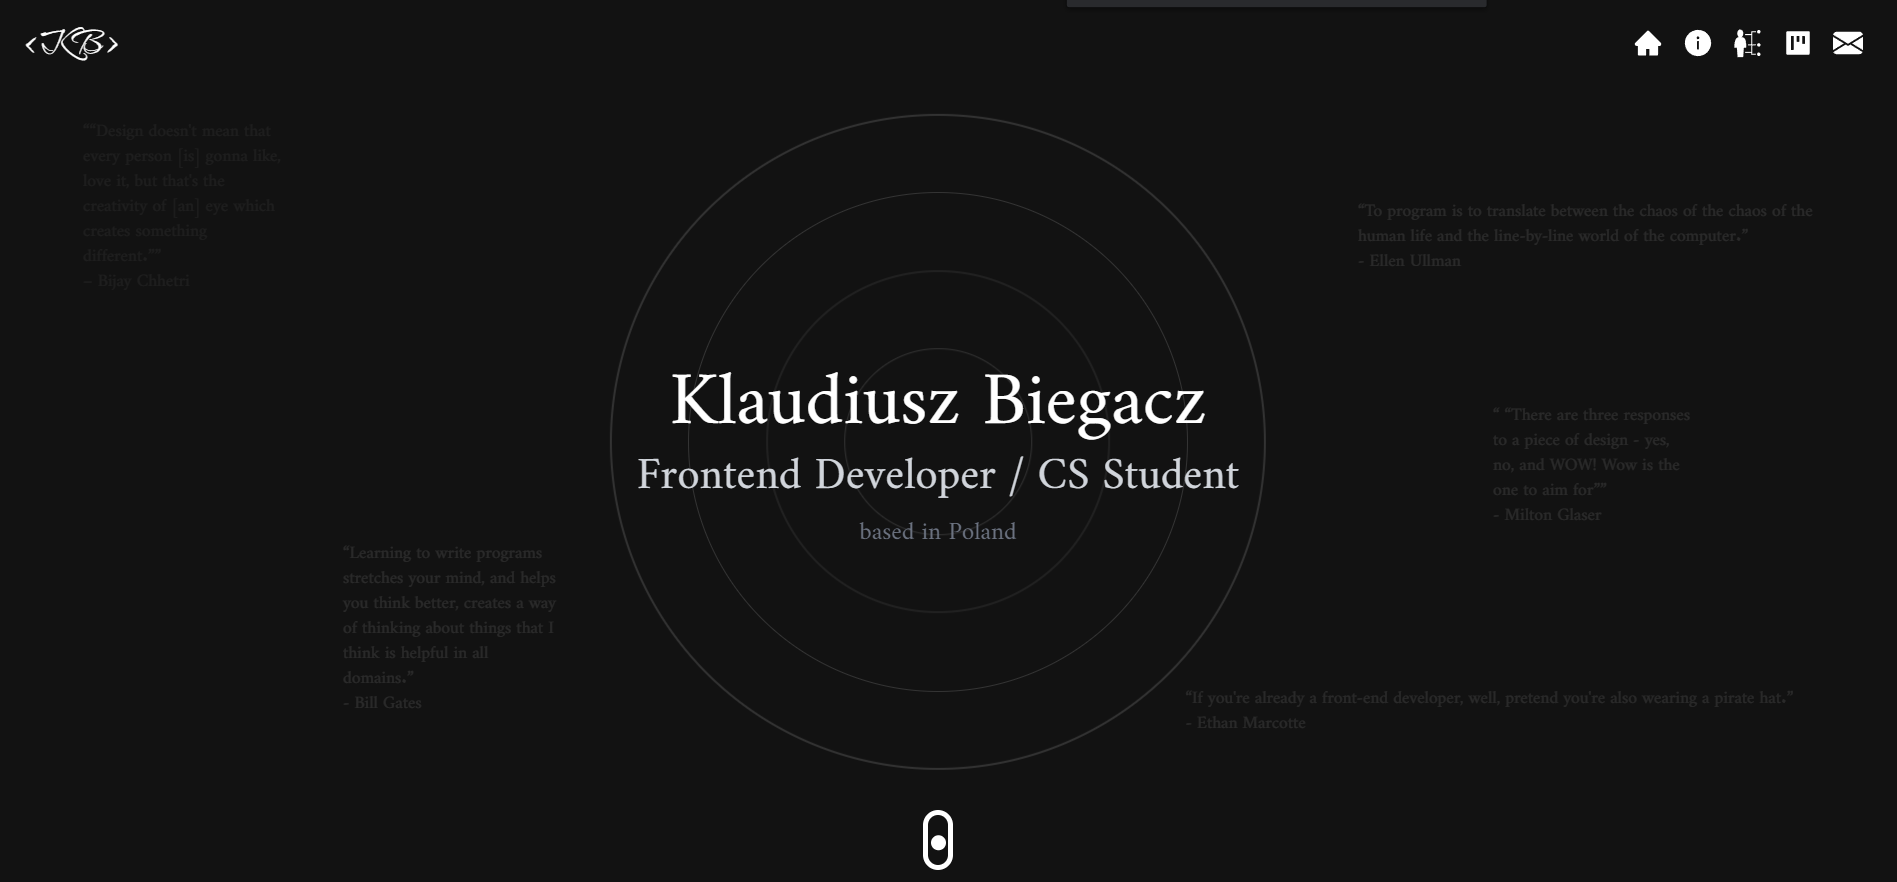 <KB>
““Design doesn't mean that
every person [is] gonna like,
love it, but that's the
creativity of [an] eye which
creates something
different.””
– Bijay Chhetri
“To program is to translate between the chaos of the chaos of the
human life and the line-by-line world of the computer.”
- Ellen Ullman
Klaudiusz Biegacz
Frontend Developer / CS Student
based in Poland
“ “There are three responses
to a piece of design - yes,
no, and WOW! Wow is the
one to aim for””
- Milton Glaser
“Learning to write programs
stretches your mind, and helps
you think better, creates a way
of thinking about things that I
think is helpful in all
domains.”
- Bill Gates
“If you're already a front-end developer, well, pretend you're also wearing a pirate hat.”
- Ethan Marcotte